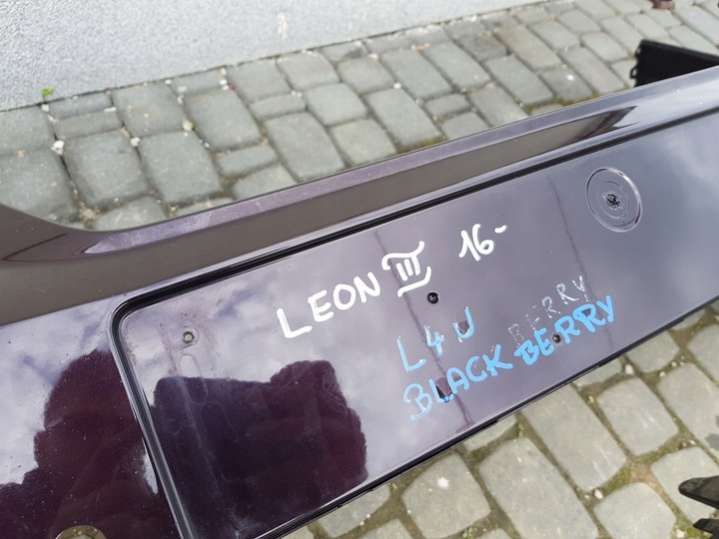 LEON III 16-
L4U BERRY
BLACKBERRY